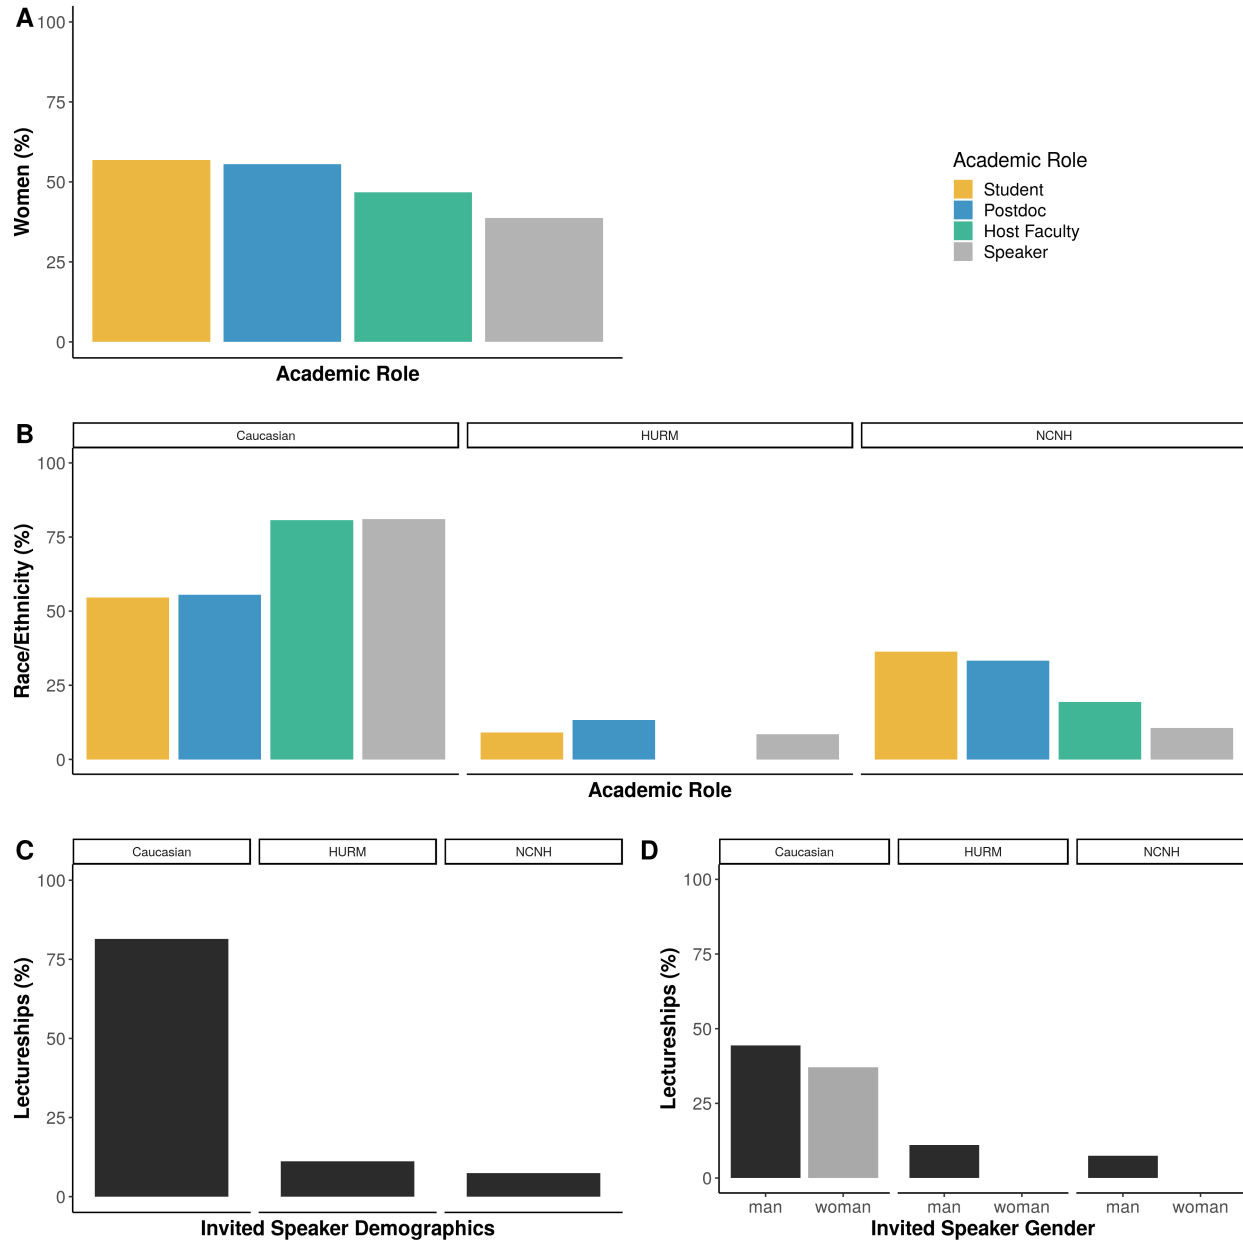 A
100
75
50
25
0
Women (%)
Academic Role
Academic Role
Student
Postdoc
Host Faculty
Speaker
B
Caucasian
HURM
NCNH
100
75
50
25
0
Race/Ethnicity (%)
Academic Role
C
Caucasian
HURM
NCNH
100
75
50
25
0
Lectureships (%)
Invited Speaker Demographics
D
Caucasian
HURM
NCNH
100
75
50
25
0
Lectureships (%)
man woman
man woman
man woman
Invited Speaker Gender